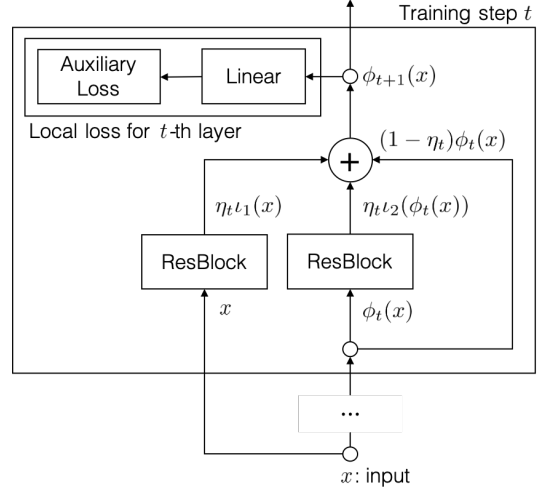 Training step t
Auxiliary
Loss
Linear
ϕ_{t+1}(x)
Local loss for t-th layer
(1 − η_t)ϕ_t(x)
+
η_t ι_1(x)
η_t ι_2(ϕ_t(x))
ResBlock
ResBlock
x
ϕ_t(x)
...
x: input